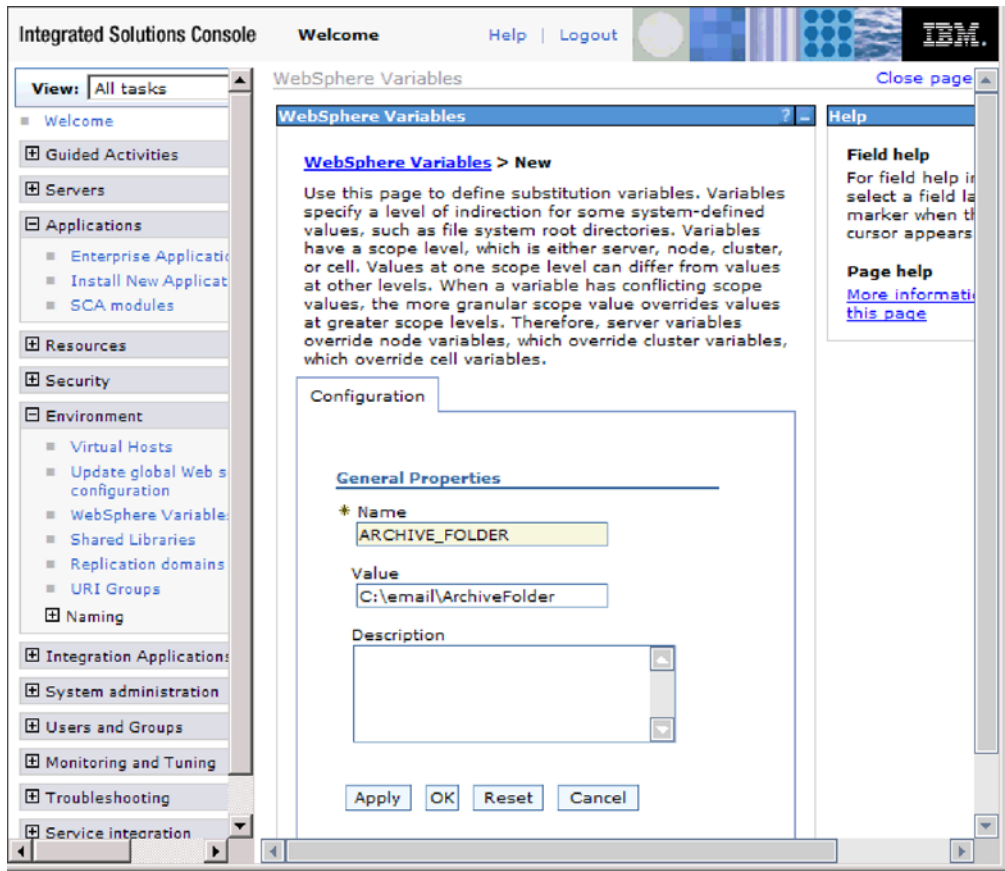 Integrated Solutions Console Welcome Help | Logout IBM.
View: All tasks
Welcome
Guided Activities
Servers
Applications
Enterprise
Install New
SCA modules
Resources
Security
Environment
Virtual Hosts
Update global Web
configuration
WebSphere
Shared Libraries
Replication domains
URI Groups
Naming
Integration
System administration
Users and Groups
Monitoring and Tuning
Troubleshooting
Service integration
WebSphere Variables Close page
WebSphere Variables ? –
WebSphere Variables > New
Use this page to define substitution variables. Variables
specify a level of indirection for some system-defined
values, such as file system root directories. Variables
have a scope level, which is either server, node, cluster,
or cell. Values at one scope level can differ from values
at other levels. When a variable has conflicting scope
values, the more granular scope value overrides values
at greater scope levels. Therefore, server variables
override node variables, which override cluster variables,
which override cell variables.
Configuration
General Properties
* Name
ARCHIVE_FOLDER
Value
C:\email\ArchiveFolder
Description
Apply OK Reset Cancel
Help
Field help
For field help
select a field
marker when
cursor appears
Page help
More
this page